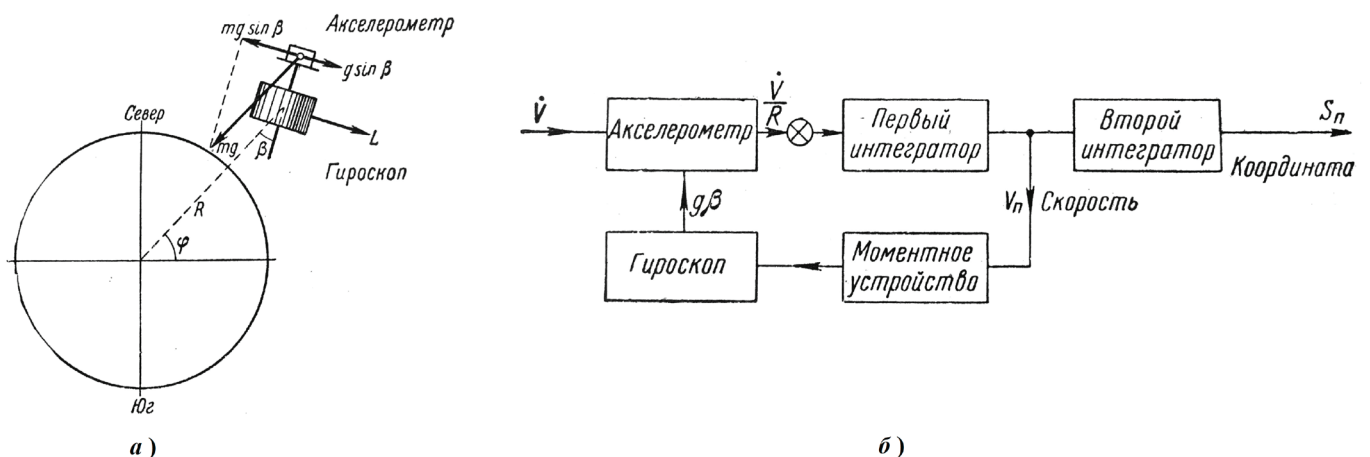 mg sin β
Акселерометр
g sin β
Север
L
mg
β
Гироскоп
R
φ
Юг
а )
V̇
Акселерометр
V̇
R
Первый
интегратор
Второй
интегратор
Sп
Координата
gβ
Vп Скорость
Гироскоп
Моментное
устройство
б )